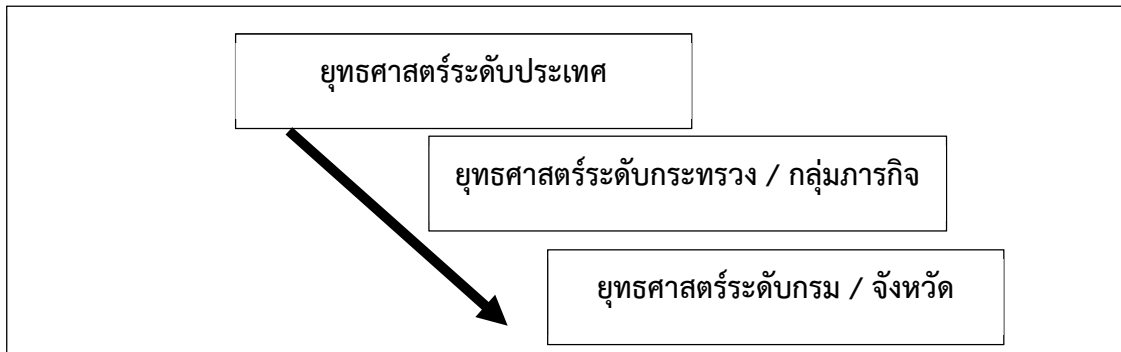 ยุทธศาสตร์ระดับประเทศ
ยุทธศาสตร์ระดับกระทรวง / กลุ่มภารกิจ
ยุทธศาสตร์ระดับกรม / จังหวัด